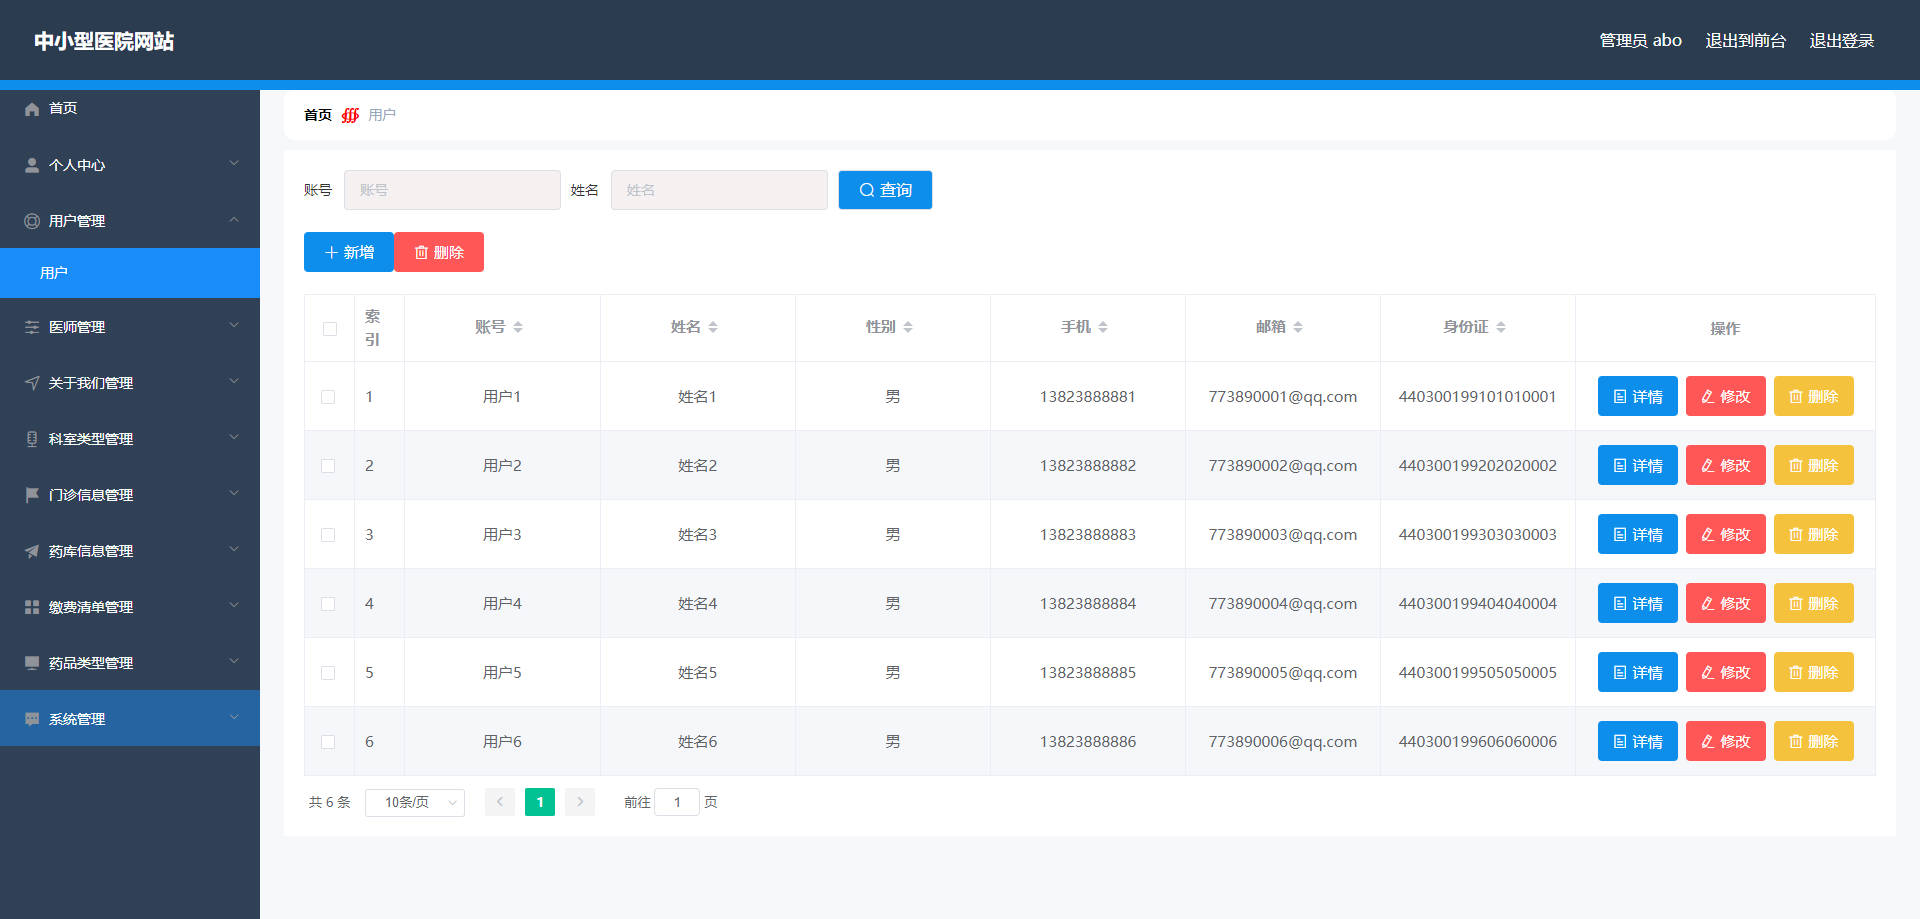 中小型医院网站
管理员 abo 退出到前台 退出登录
首页
个人中心
用户管理
用户
医师管理
关于我们管理
科室类型管理
门诊信息管理
药库信息管理
缴费清单管理
药品类型管理
系统管理
首页 用户
账号 账号 姓名 姓名 查询
新增 删除
索引 账号 姓名 性别 手机 邮箱 身份证 操作
1 用户1 姓名1 男 13823888881 773890001@qq.com 440300199101010001 详情 修改 删除
2 用户2 姓名2 男 13823888882 773890002@qq.com 440300199202020002 详情 修改 删除
3 用户3 姓名3 男 13823888883 773890003@qq.com 440300199303030003 详情 修改 删除
4 用户4 姓名4 男 13823888884 773890004@qq.com 440300199404040004 详情 修改 删除
5 用户5 姓名5 男 13823888885 773890005@qq.com 440300199505050005 详情 修改 删除
6 用户6 姓名6 男 13823888886 773890006@qq.com 440300199606060006 详情 修改 删除
共 6 条 10条/页 1 前往 1 页